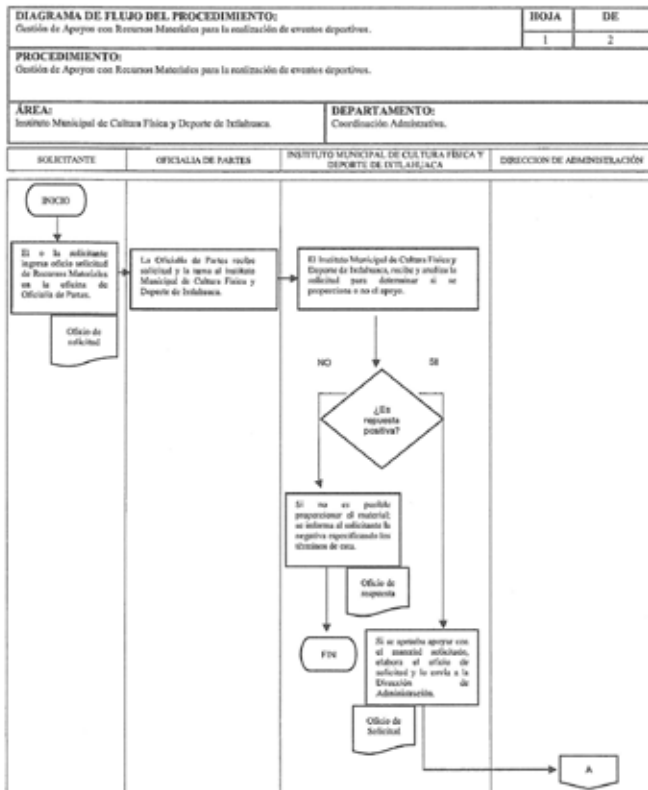 DIAGRAMA DE FLUJO DEL PROCEDIMIENTO:
Gestión de Apoyos con Recursos Materiales para la realización de eventos deportivos.
HOJA
DE
1
2
PROCEDIMIENTO:
Gestión de Apoyos con Recursos Materiales para la realización de eventos deportivos.
ÁREA:
Instituto Municipal de Cultura Física y Deporte de Ixtlahuaca.
DEPARTAMENTO:
Coordinación Administrativa.
SOLICITANTE
OFICIALIA DE PARTES
INSTITUTO MUNICIPAL DE CULTURA FÍSICA Y
DEPORTE DE IXTLAHUACA
DIRECCION DE ADMINISTRACIÓN
INICIO
El o la solicitante
ingresa oficio solicitud
de Recursos Materiales
en la oficina de
Oficialía de Partes.
Oficio de
solicitud
La Oficialía de Partes recibe
solicitud y la turna al Instituto
Municipal de Cultura Física y
Deporte de Ixtlahuaca.
El Instituto Municipal de Cultura Física y
Deporte de Ixtlahuaca, recibe y analiza la
solicitud para determinar si se
proporciona o no el apoyo.
NO
SI
¿Es
repuesta
positiva?
Si no es posible
proporcionar el material;
se informa al solicitante la
negativa especificando los
términos de esta.
Oficio de
respuesta
FIN
Si se aprueba apoyar con
el material solicitado,
elabora el oficio de
solicitud y lo envía a la
Dirección de
Administración.
Oficio de
Solicitud
A